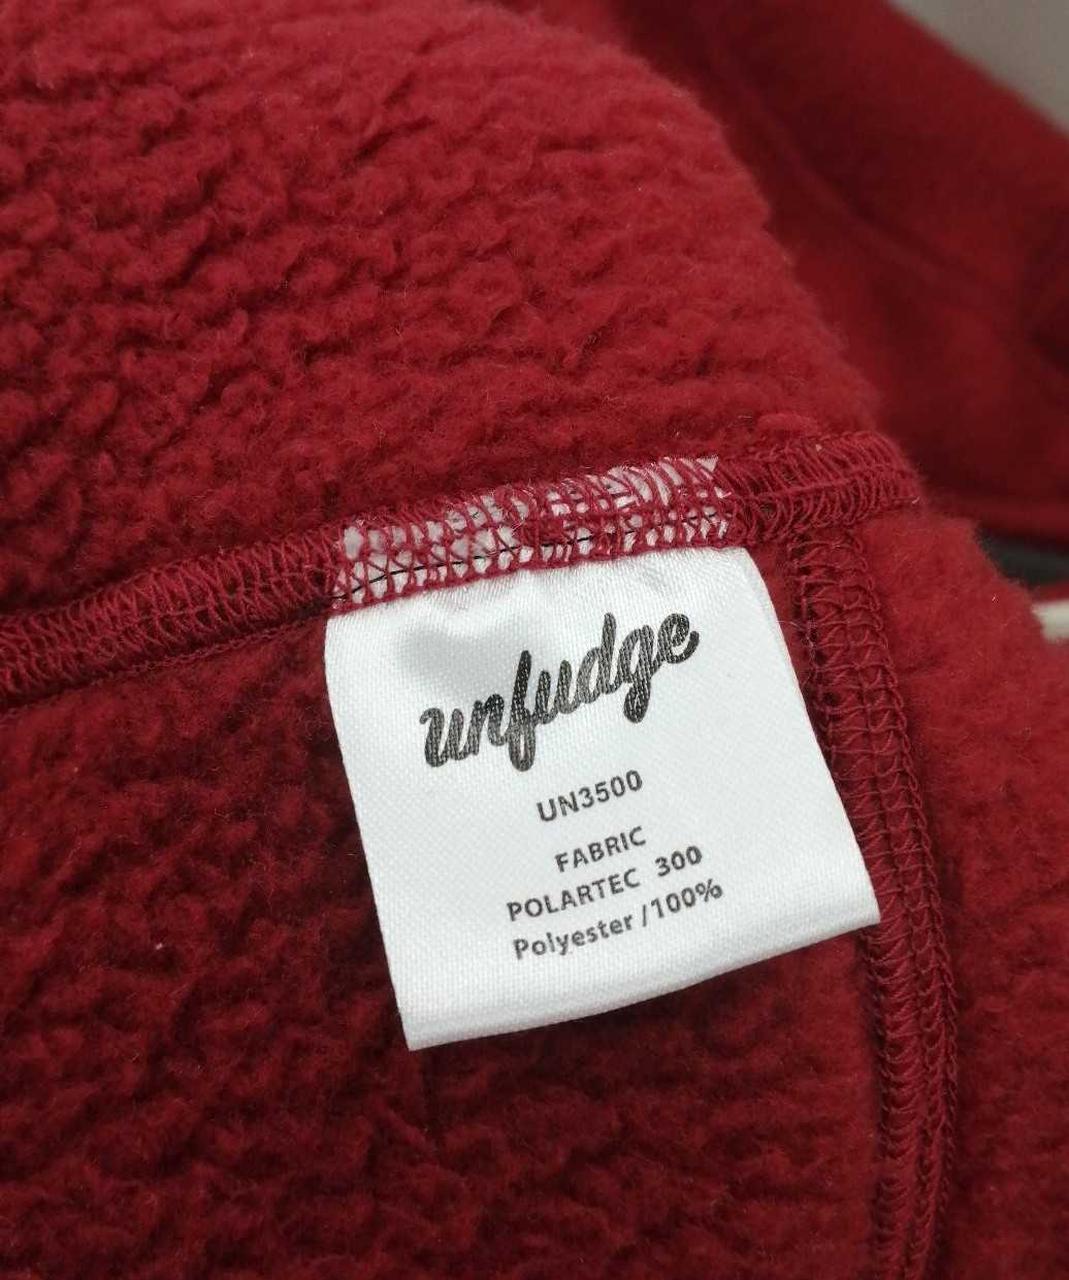 unfudge
UN3500
FABRIC
POLARTEC 300
Polyester /100%